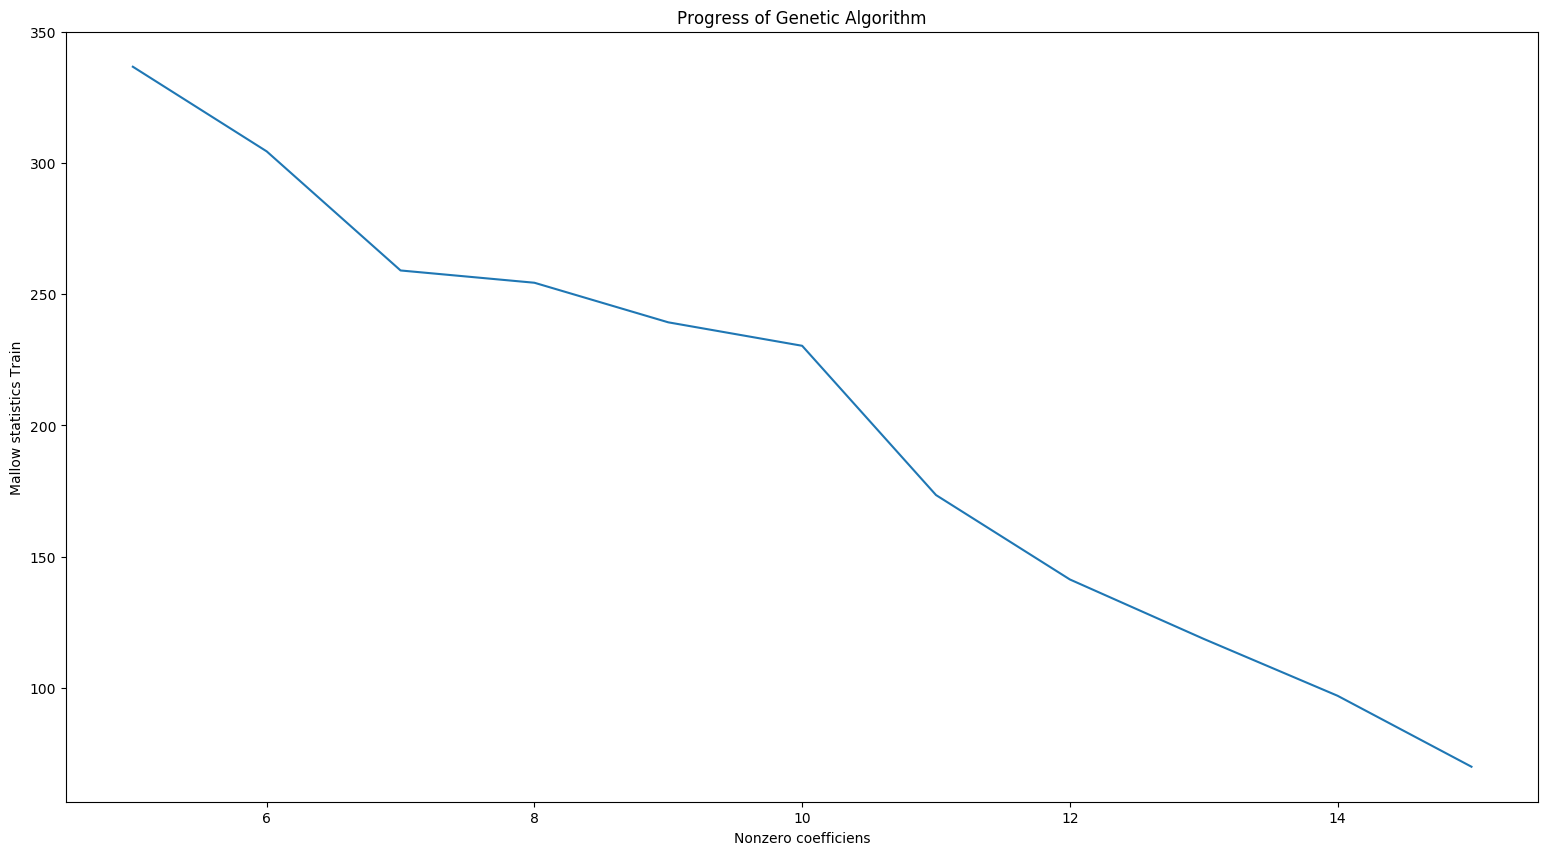 Progress of Genetic Algorithm
350
300
250
200
150
100
Mallow statistics Train
6 8 10 12 14
Nonzero coefficiens